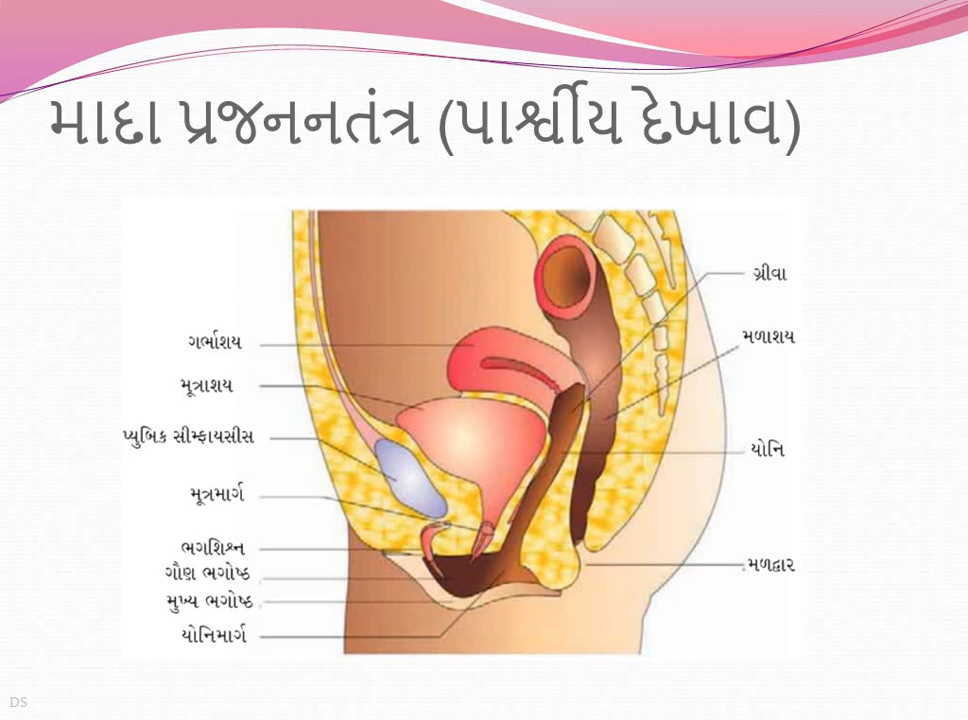 માદા પ્રજનનતંત્ર (પાર્શ્વીય દેખાવ)
ગ્રીવા
મળાશય
ગર્ભાશય
મૂત્રાશય
પ્યુબિક સીમ્ફાયસીસ
યોનિ
મૂત્રમાર્ગ
ભગશિશ્ન
મળદ્વાર
ગૌણ ભગોષ્ઠ
મુખ્ય ભગોષ્ઠ
યોનિમાર્ગ
DS